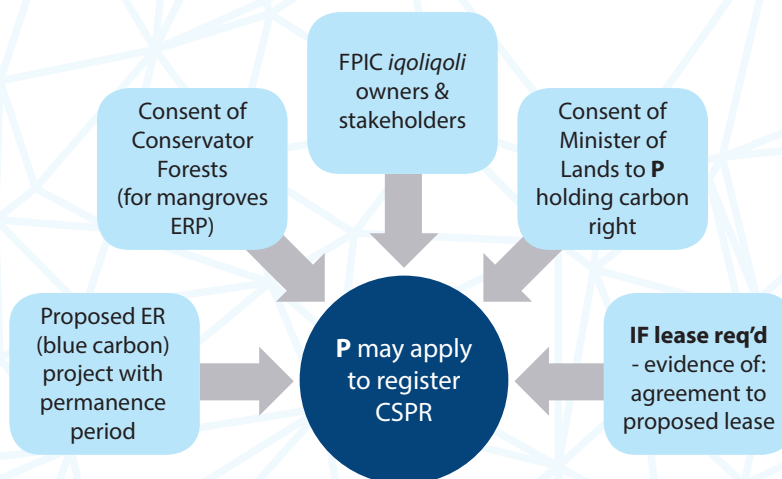 FPIC iqoliqoli
owners &
stakeholders
Consent of
Conservator
Forests
(for mangroves
ERP)
Consent of
Minister of
Lands to P
holding carbon
right
Proposed ER
(blue carbon)
project with
permanence
period
P may apply
to register
CSPR
IF lease req'd
- evidence of:
agreement to
proposed lease